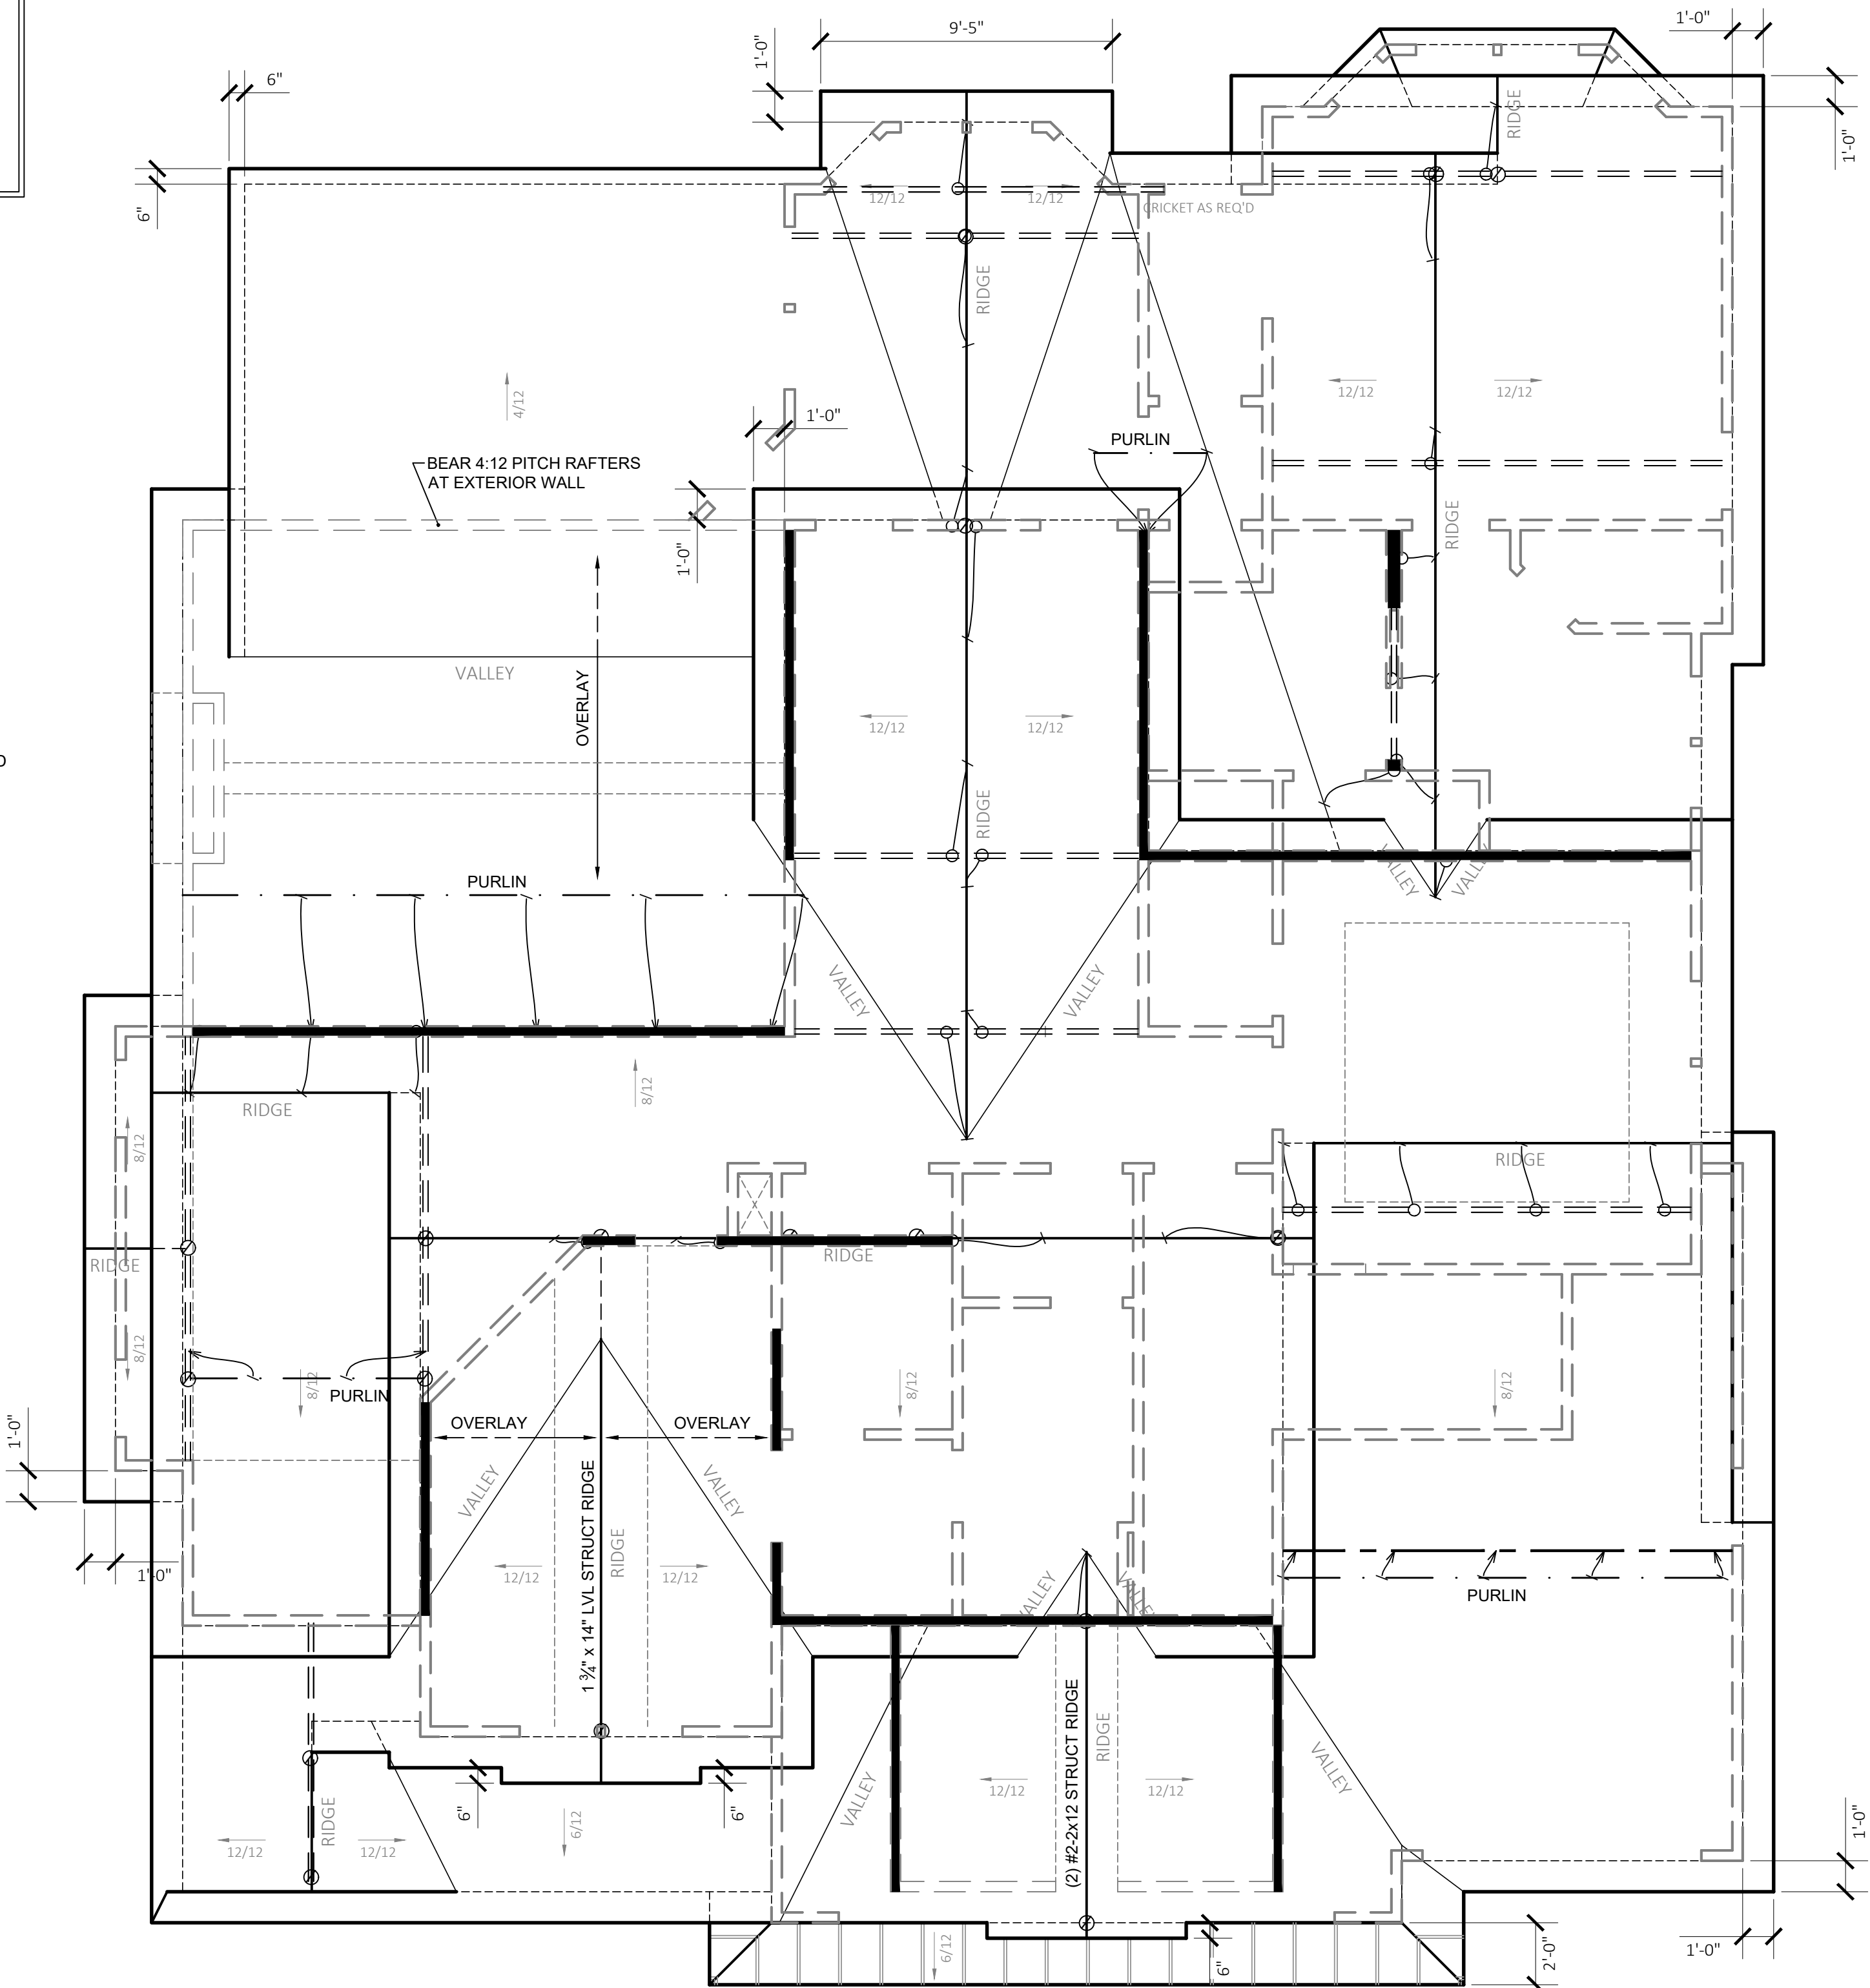 1'-0"
9'-5"
1'-0"
6"
1'-0"
RIDGE
6"
12/12
12/12
CRICKET AS REQ'D
RIDGE
4/12
12/12
12/12
1'-0"
PURLIN
BEAR 4:12 PITCH RAFTERS
AT EXTERIOR WALL
RIDGE
1'-0"
VALLEY
OVERLAY
12/12
12/12
RIDGE
VALLEY
VALLEY
PURLIN
VALLEY
VALLEY
8/12
RIDGE
8/12
RIDGE
RIDGE
RIDGE
8/12
8/12
PURLIN
8/12
8/12
OVERLAY
OVERLAY
1'-0"
VALLEY
VALLEY
1 ¾" x 14" LVL STRUCT RIDGE
RIDGE
12/12
12/12
1'-0"
VALLEY
VALLEY
PURLIN
(2) #2-2x12 STRUCT RIDGE
RIDGE
12/12
12/12
VALLEY
VALLEY
6"
6"
6/12
RIDGE
12/12
12/12
1'-0"
6/12
6"
2'-0"
1'-0"